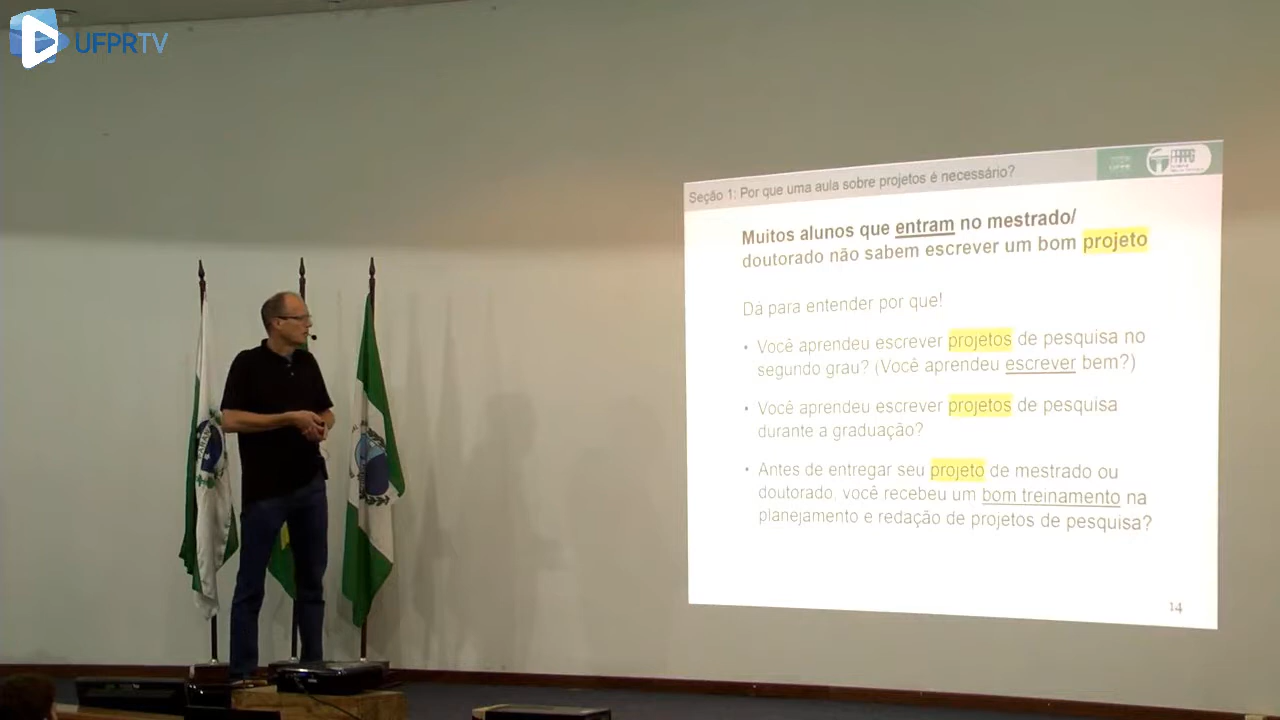 UFPRTV
Seção 1: Por que uma aula sobre projetos é necessário?
PRPPG
Muitos alunos que entram no mestrado/
doutorado não sabem escrever um bom projeto
Dá para entender por que!
• Você aprendeu escrever projetos de pesquisa no
segundo grau? (Você aprendeu escrever bem?)
• Você aprendeu escrever projetos de pesquisa
durante a graduação?
• Antes de entregar seu projeto de mestrado ou
doutorado, você recebeu um bom treinamento na
planejamento e redação de projetos de pesquisa?
14